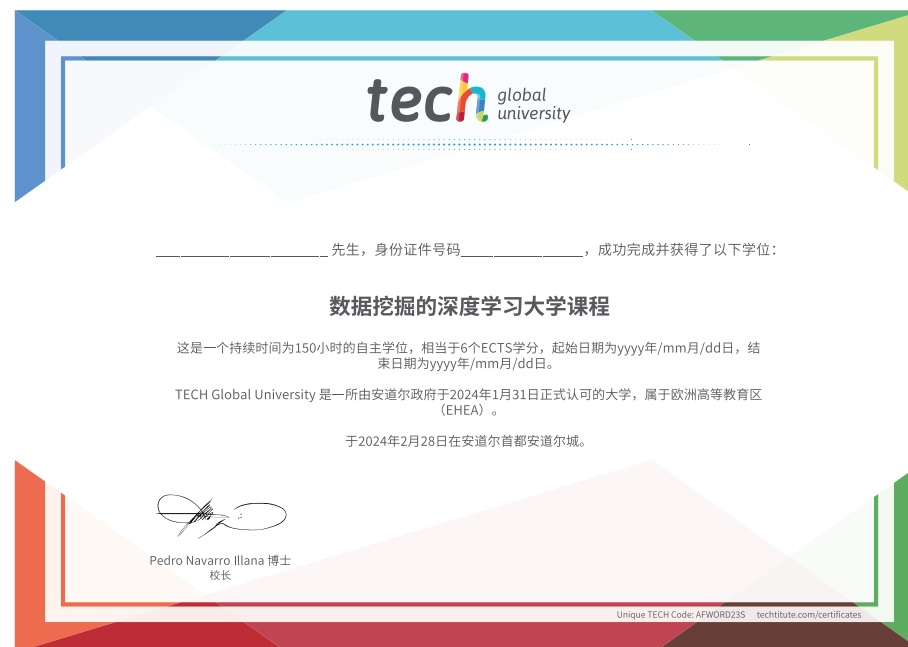 tech global
university
_____________________ 先生，身份证件号码_______________，成功完成并获得了以下学位：
数据挖掘的深度学习大学课程
这是一个持续时间为150小时的自主学位，相当于6个ECTS学分，起始日期为yyyy年/mm月/dd日，结
束日期为yyyy年/mm月/dd日。
TECH Global University 是一所由安道尔政府于2024年1月31日正式认可的大学，属于欧洲高等教育区
（EHEA）。
于2024年2月28日在安道尔首都安道尔城。
Pedro Navarro Illana 博士
校长
Unique TECH Code: AFWORD23S techtitute.com/certificates